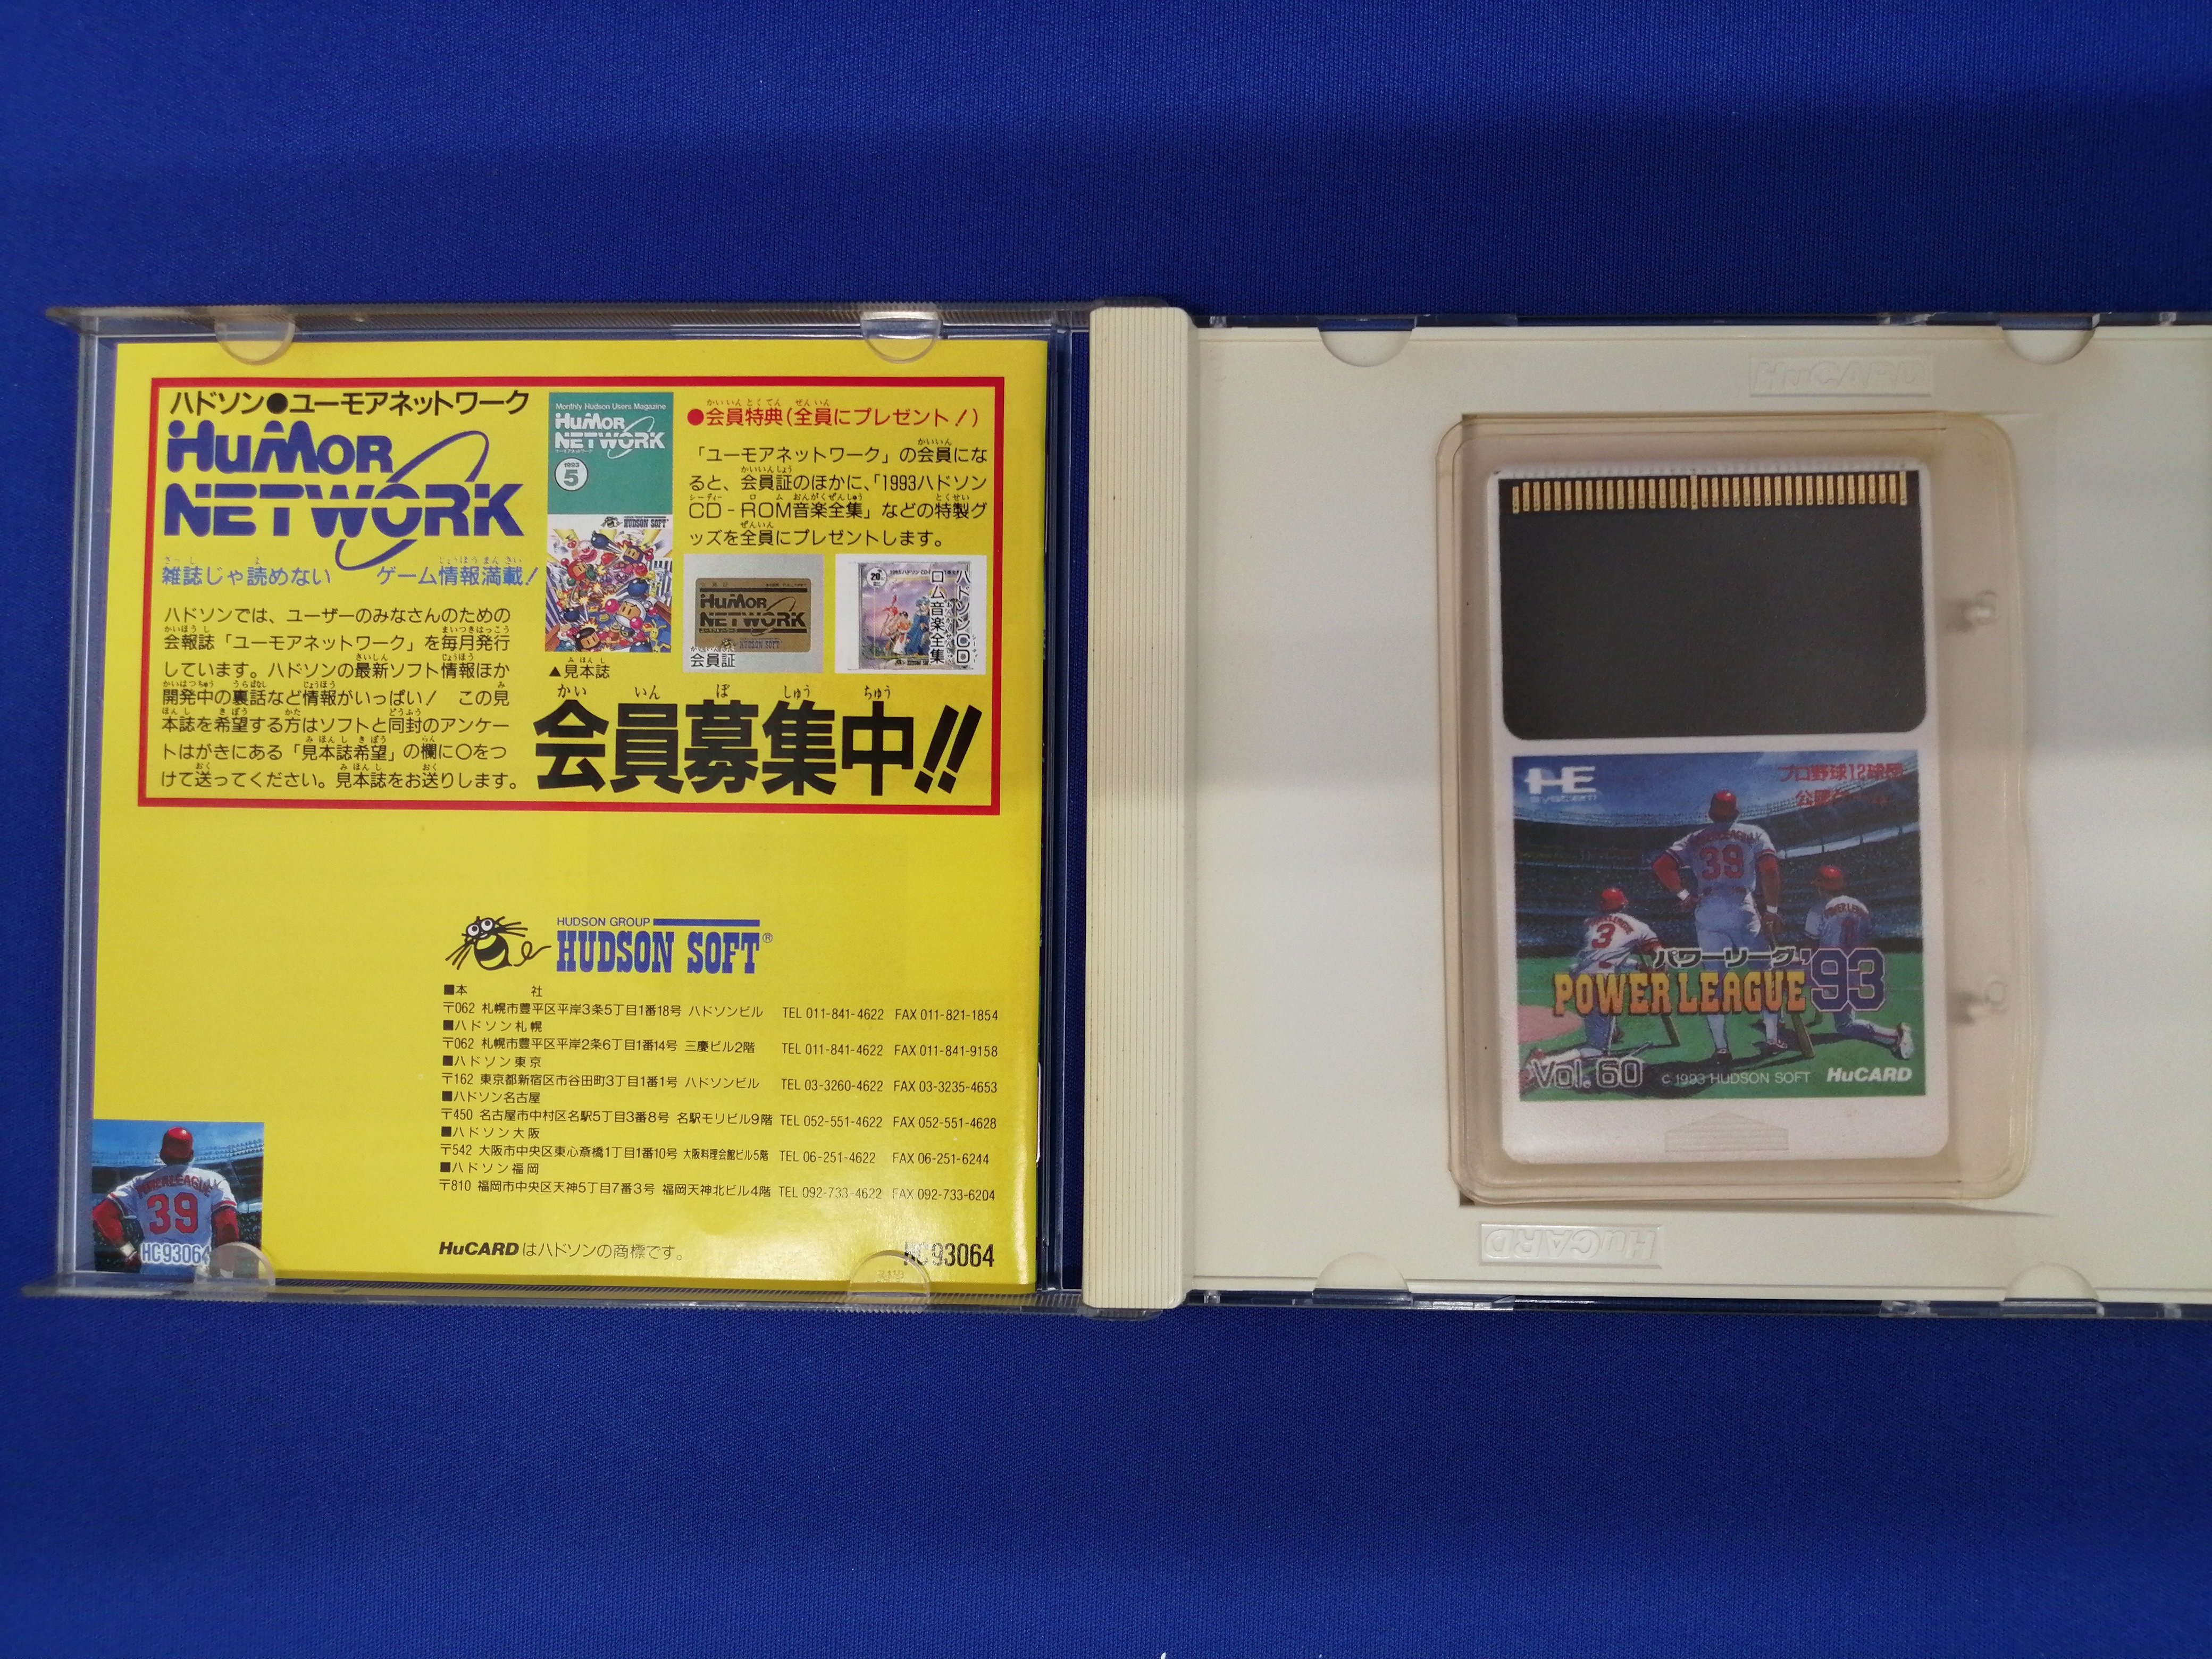 ハドソン●ユーモアネットワーク
HuMOR
NETWORK
雑誌じゃ読めない ゲーム情報満載!
ハドソンでは、ユーザーのみなさんのための
会報誌「ユーモアネットワーク」を毎月発行
しています。ハドソンの最新ソフト情報ほか
開発中の裏話など情報がいっぱい! この見
本誌を希望する方はソフトと同封のアンケー
トはがきにある「見本誌希望」の欄に○をつ
けて送ってください。見本誌をお送りします。
Monthly Hudson Users Magazine
HuMOR
NETWORK
1993
5
HUDSON SOFT
▲見本誌
●会員特典(全員にプレゼント!)
「ユーモアネットワーク」の会員にな
ると、会員証のほかに、「1993ハドソン
CD-ROM音楽全集」などの特製グ
ッズを全員にプレゼントします。
HuMOR
NETWORK
HUDSON SOFT
会員証
ハドソンCD
ロム音楽全集
会員募集中!!
HUDSON GROUP
HUDSON SOFT®
■本 社
〒062 札幌市豊平区平岸3条5丁目1番18号 ハドソンビル TEL 011-841-4622 FAX 011-821-1854
■ハドソン札幌
〒062 札幌市豊平区平岸2条6丁目1番14号 三慶ビル2階 TEL 011-841-4622 FAX 011-841-9158
■ハドソン東京
〒162 東京都新宿区市谷田町3丁目1番1号 ハドソンビル TEL 03-3260-4622 FAX 03-3235-4653
■ハドソン名古屋
〒450 名古屋市中村区名駅5丁目3番8号 名駅モリビル9階 TEL 052-551-4622 FAX 052-551-4628
■ハドソン大阪
〒542 大阪市中央区東心斎橋1丁目1番10号 大阪料理会館ビル5階 TEL 06-251-4622 FAX 06-251-6244
■ハドソン福岡
〒810 福岡市中央区天神5丁目7番3号 福岡天神北ビル4階 TEL 092-733-4622 FAX 092-733-6204
HuCARDはハドソンの商標です。
HC93064
POWERLEAGUE
39
HC93064
HuCARD
HE
SYSTEM
プロ野球12球団
39
3
パワーリーグ
POWER LEAGUE '93
Vol.60
C 1993 HUDSON SOFT
HuCARD
HuCARD